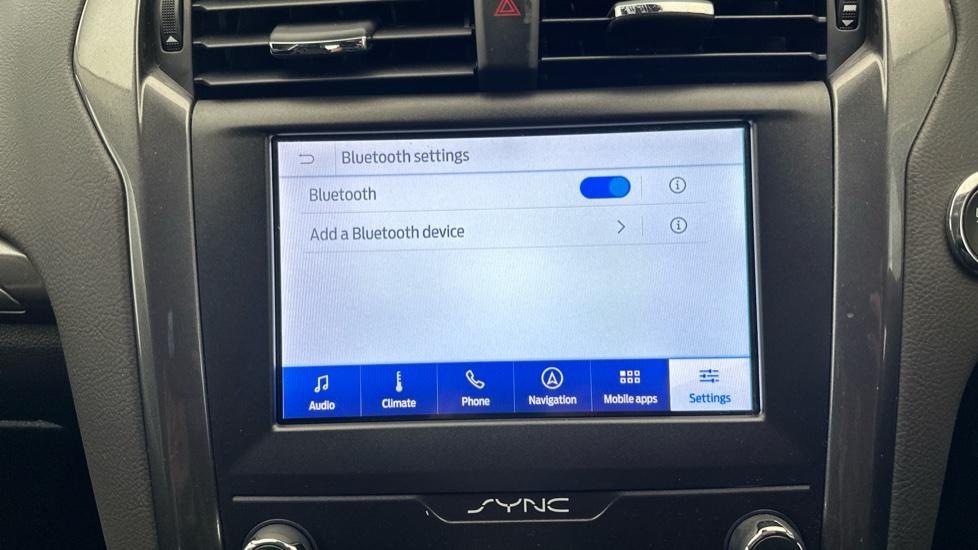 Bluetooth settings
Bluetooth
Add a Bluetooth device
Audio
Climate
Phone
Navigation
Mobile apps
Settings
SYNC